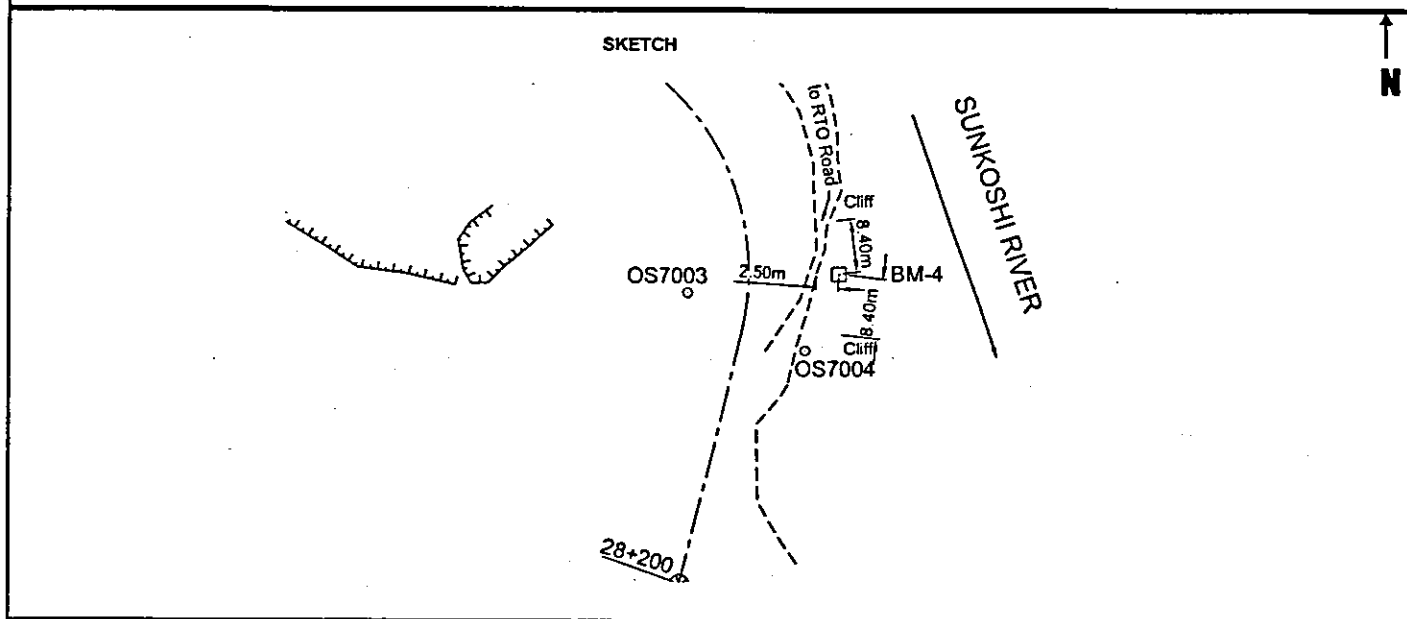 SKETCH
N
to RTO Road
SUNKOSHI RIVER
Cliff
8.40m
OS7003
2.50m
BM-4
8.40m
Cliff
OS7004
28+200